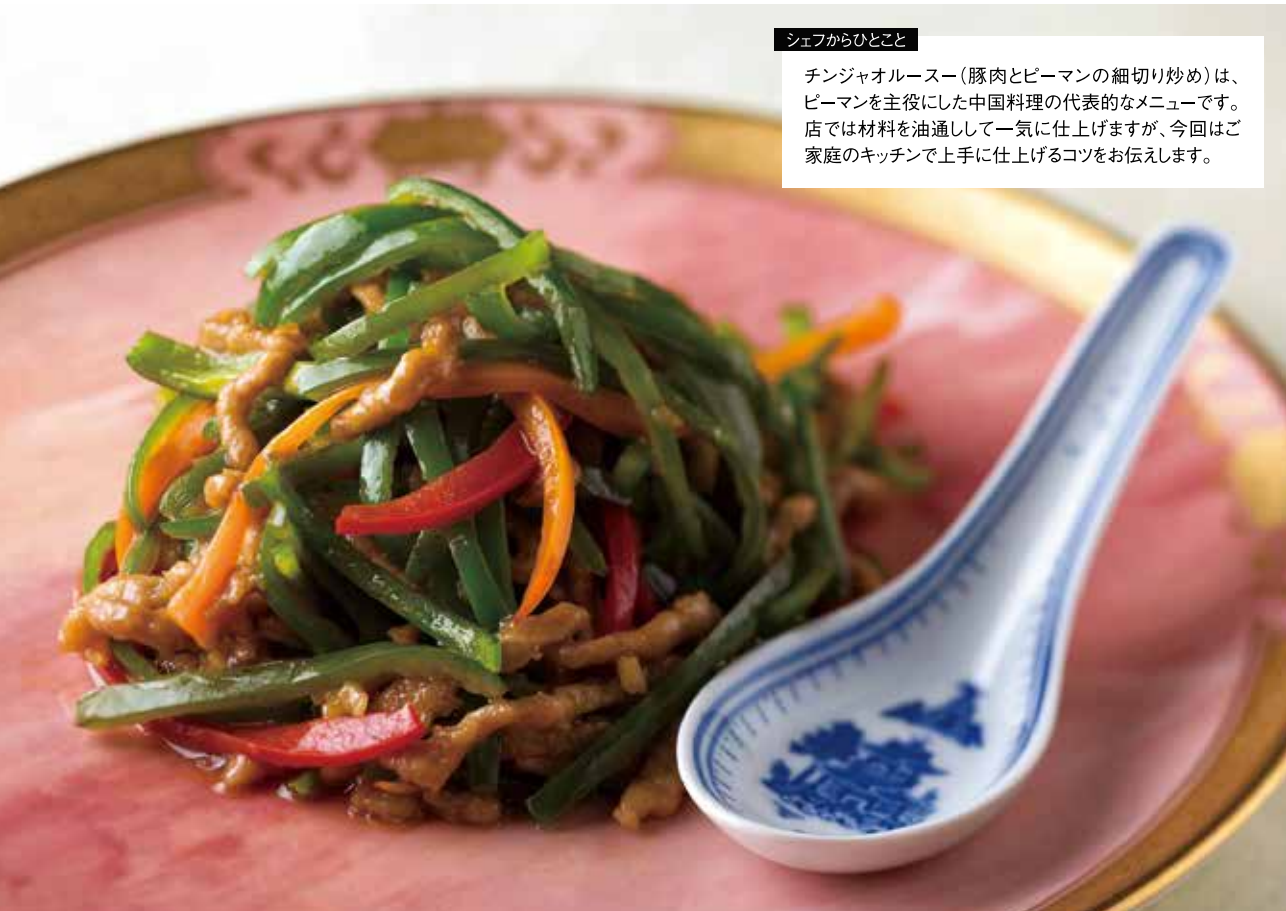 シェフからひとこと
チンジャオルースー（豚肉とピーマンの細切り炒め）は、
ピーマンを主役にした中国料理の代表的なメニューです。
店では材料を油通しして一気に仕上げますが、今回はご
家庭のキッチンで上手に仕上げるコツをお伝えします。